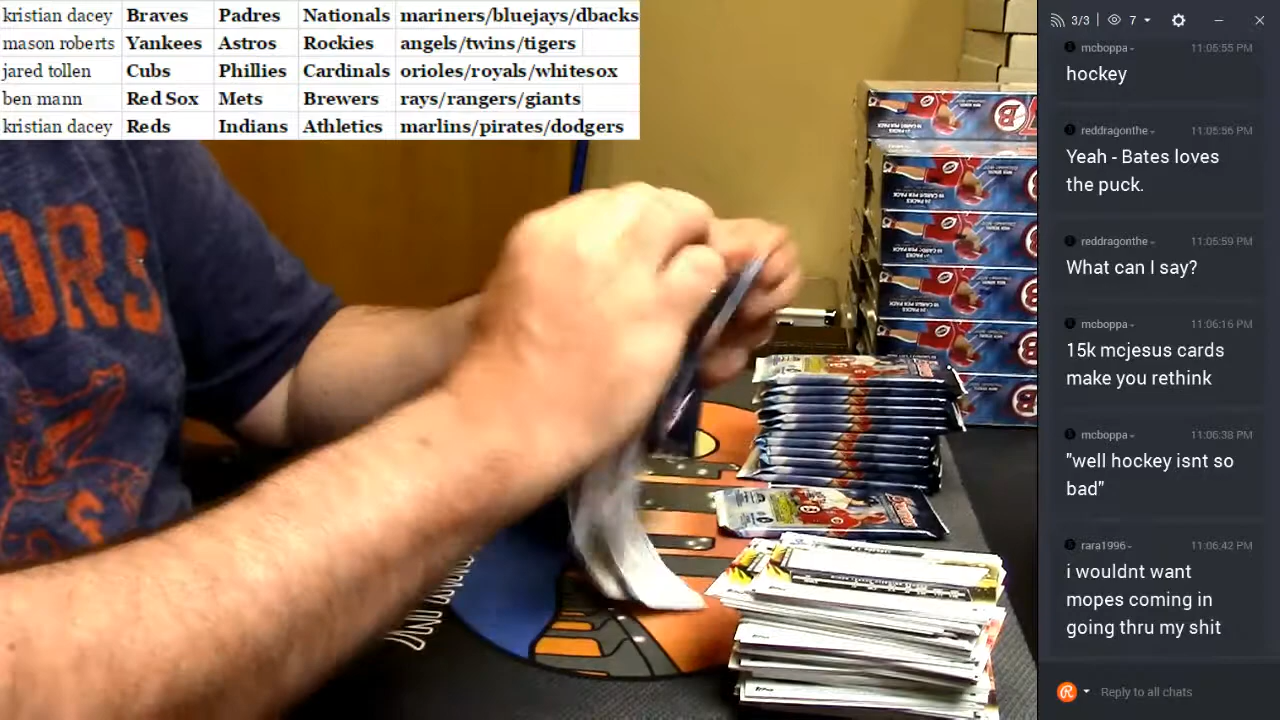 kristian dacey Braves Padres Nationals mariners/bluejays/dbacks
mason roberts Yankees Astros Rockies angels/twins/tigers
jared tollen Cubs Phillies Cardinals orioles/royals/whitesox
ben mann Red Sox Mets Brewers rays/rangers/giants
kristian dacey Reds Indians Athletics marlins/pirates/dodgers
ORS
3/3 7
mcboppa 11:05:55 PM
hockey
reddragonthe 11:05:56 PM
Yeah - Bates loves
the puck.
reddragonthe 11:05:59 PM
What can I say?
mcboppa 11:06:16 PM
15k mcjesus cards
make you rethink
mcboppa 11:06:38 PM
"well hockey isnt so
bad"
rara1996 11:06:42 PM
i wouldnt want
mopes coming in
going thru my shit
Reply to all chats